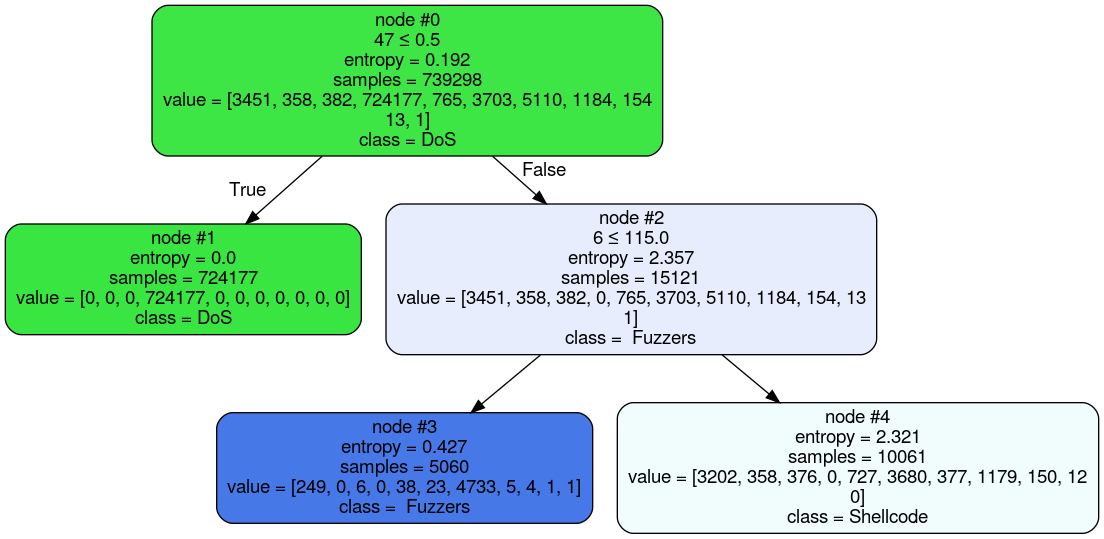 node #0
47 ≤ 0.5
entropy = 0.192
samples = 739298
value = [3451, 358, 382, 724177, 765, 3703, 5110, 1184, 154
13, 1]
class = DoS
True
False
node #1
entropy = 0.0
samples = 724177
value = [0, 0, 0, 724177, 0, 0, 0, 0, 0, 0, 0]
class = DoS
node #2
6 ≤ 115.0
entropy = 2.357
samples = 15121
value = [3451, 358, 382, 0, 765, 3703, 5110, 1184, 154, 13
1]
class =  Fuzzers
node #3
entropy = 0.427
samples = 5060
value = [249, 0, 6, 0, 38, 23, 4733, 5, 4, 1, 1]
class =  Fuzzers
node #4
entropy = 2.321
samples = 10061
value = [3202, 358, 376, 0, 727, 3680, 377, 1179, 150, 12
0]
class = Shellcode